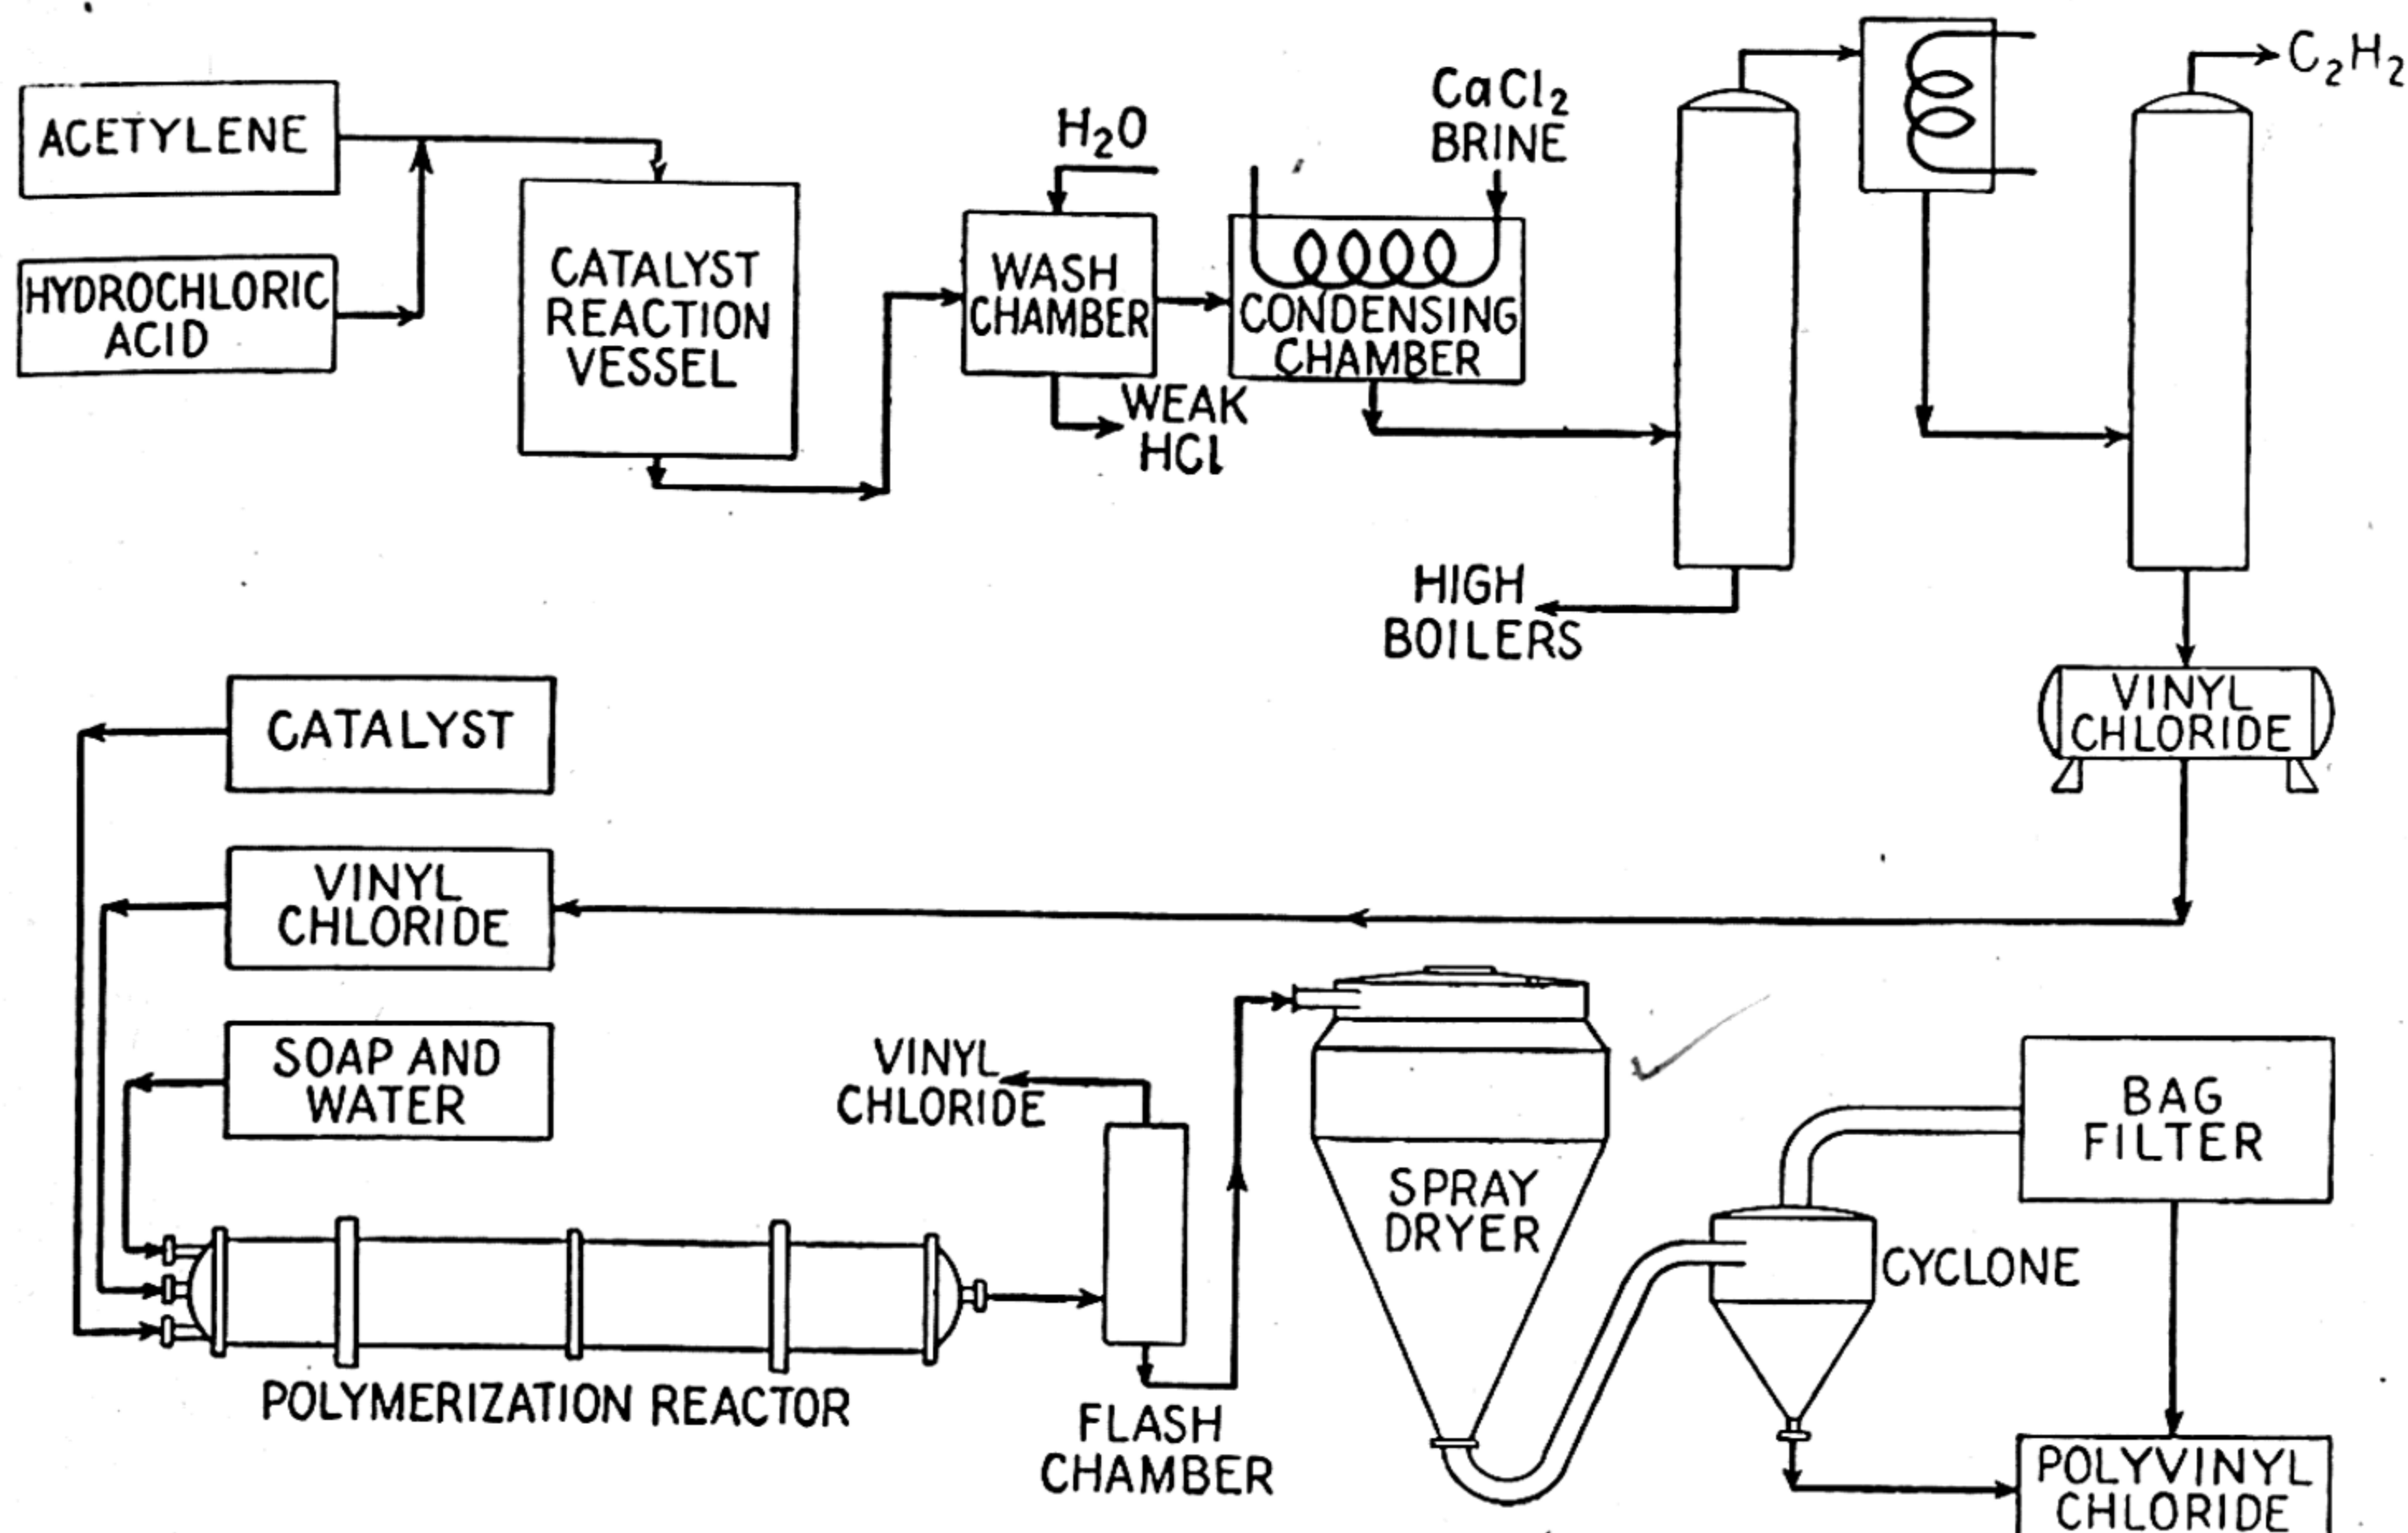 C₂H₂
CaCl₂
BRINE
H₂O
ACETYLENE
HYDROCHLORIC
ACID
CATALYST
REACTION
VESSEL
WASH
CHAMBER
CONDENSING
CHAMBER
WEAK
HCl
HIGH
BOILERS
VINYL
CHLORIDE
CATALYST
VINYL
CHLORIDE
SOAP AND
WATER
VINYL
CHLORIDE
SPRAY
DRYER
BAG
FILTER
CYCLONE
POLYMERIZATION REACTOR
FLASH
CHAMBER
POLYVINYL
CHLORIDE